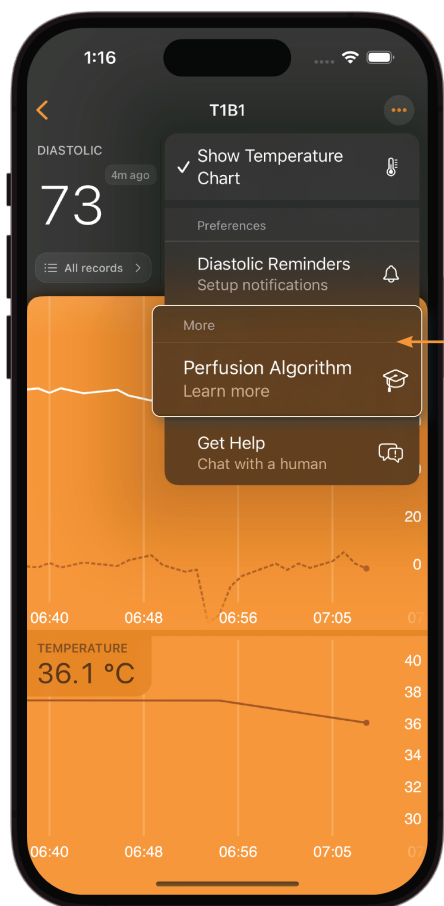 1:16
T1B1
DIASTOLIC
4m ago
73
All records
Show Temperature
Chart
Preferences
Diastolic Reminders
Setup notifications
More
Perfusion Algorithm
Learn more
Get Help
Chat with a human
20
0
06:40 06:48 06:56 07:05 07
TEMPERATURE
36.1 °C
40
38
36
34
32
30
06:40 06:48 06:56 07:05 07